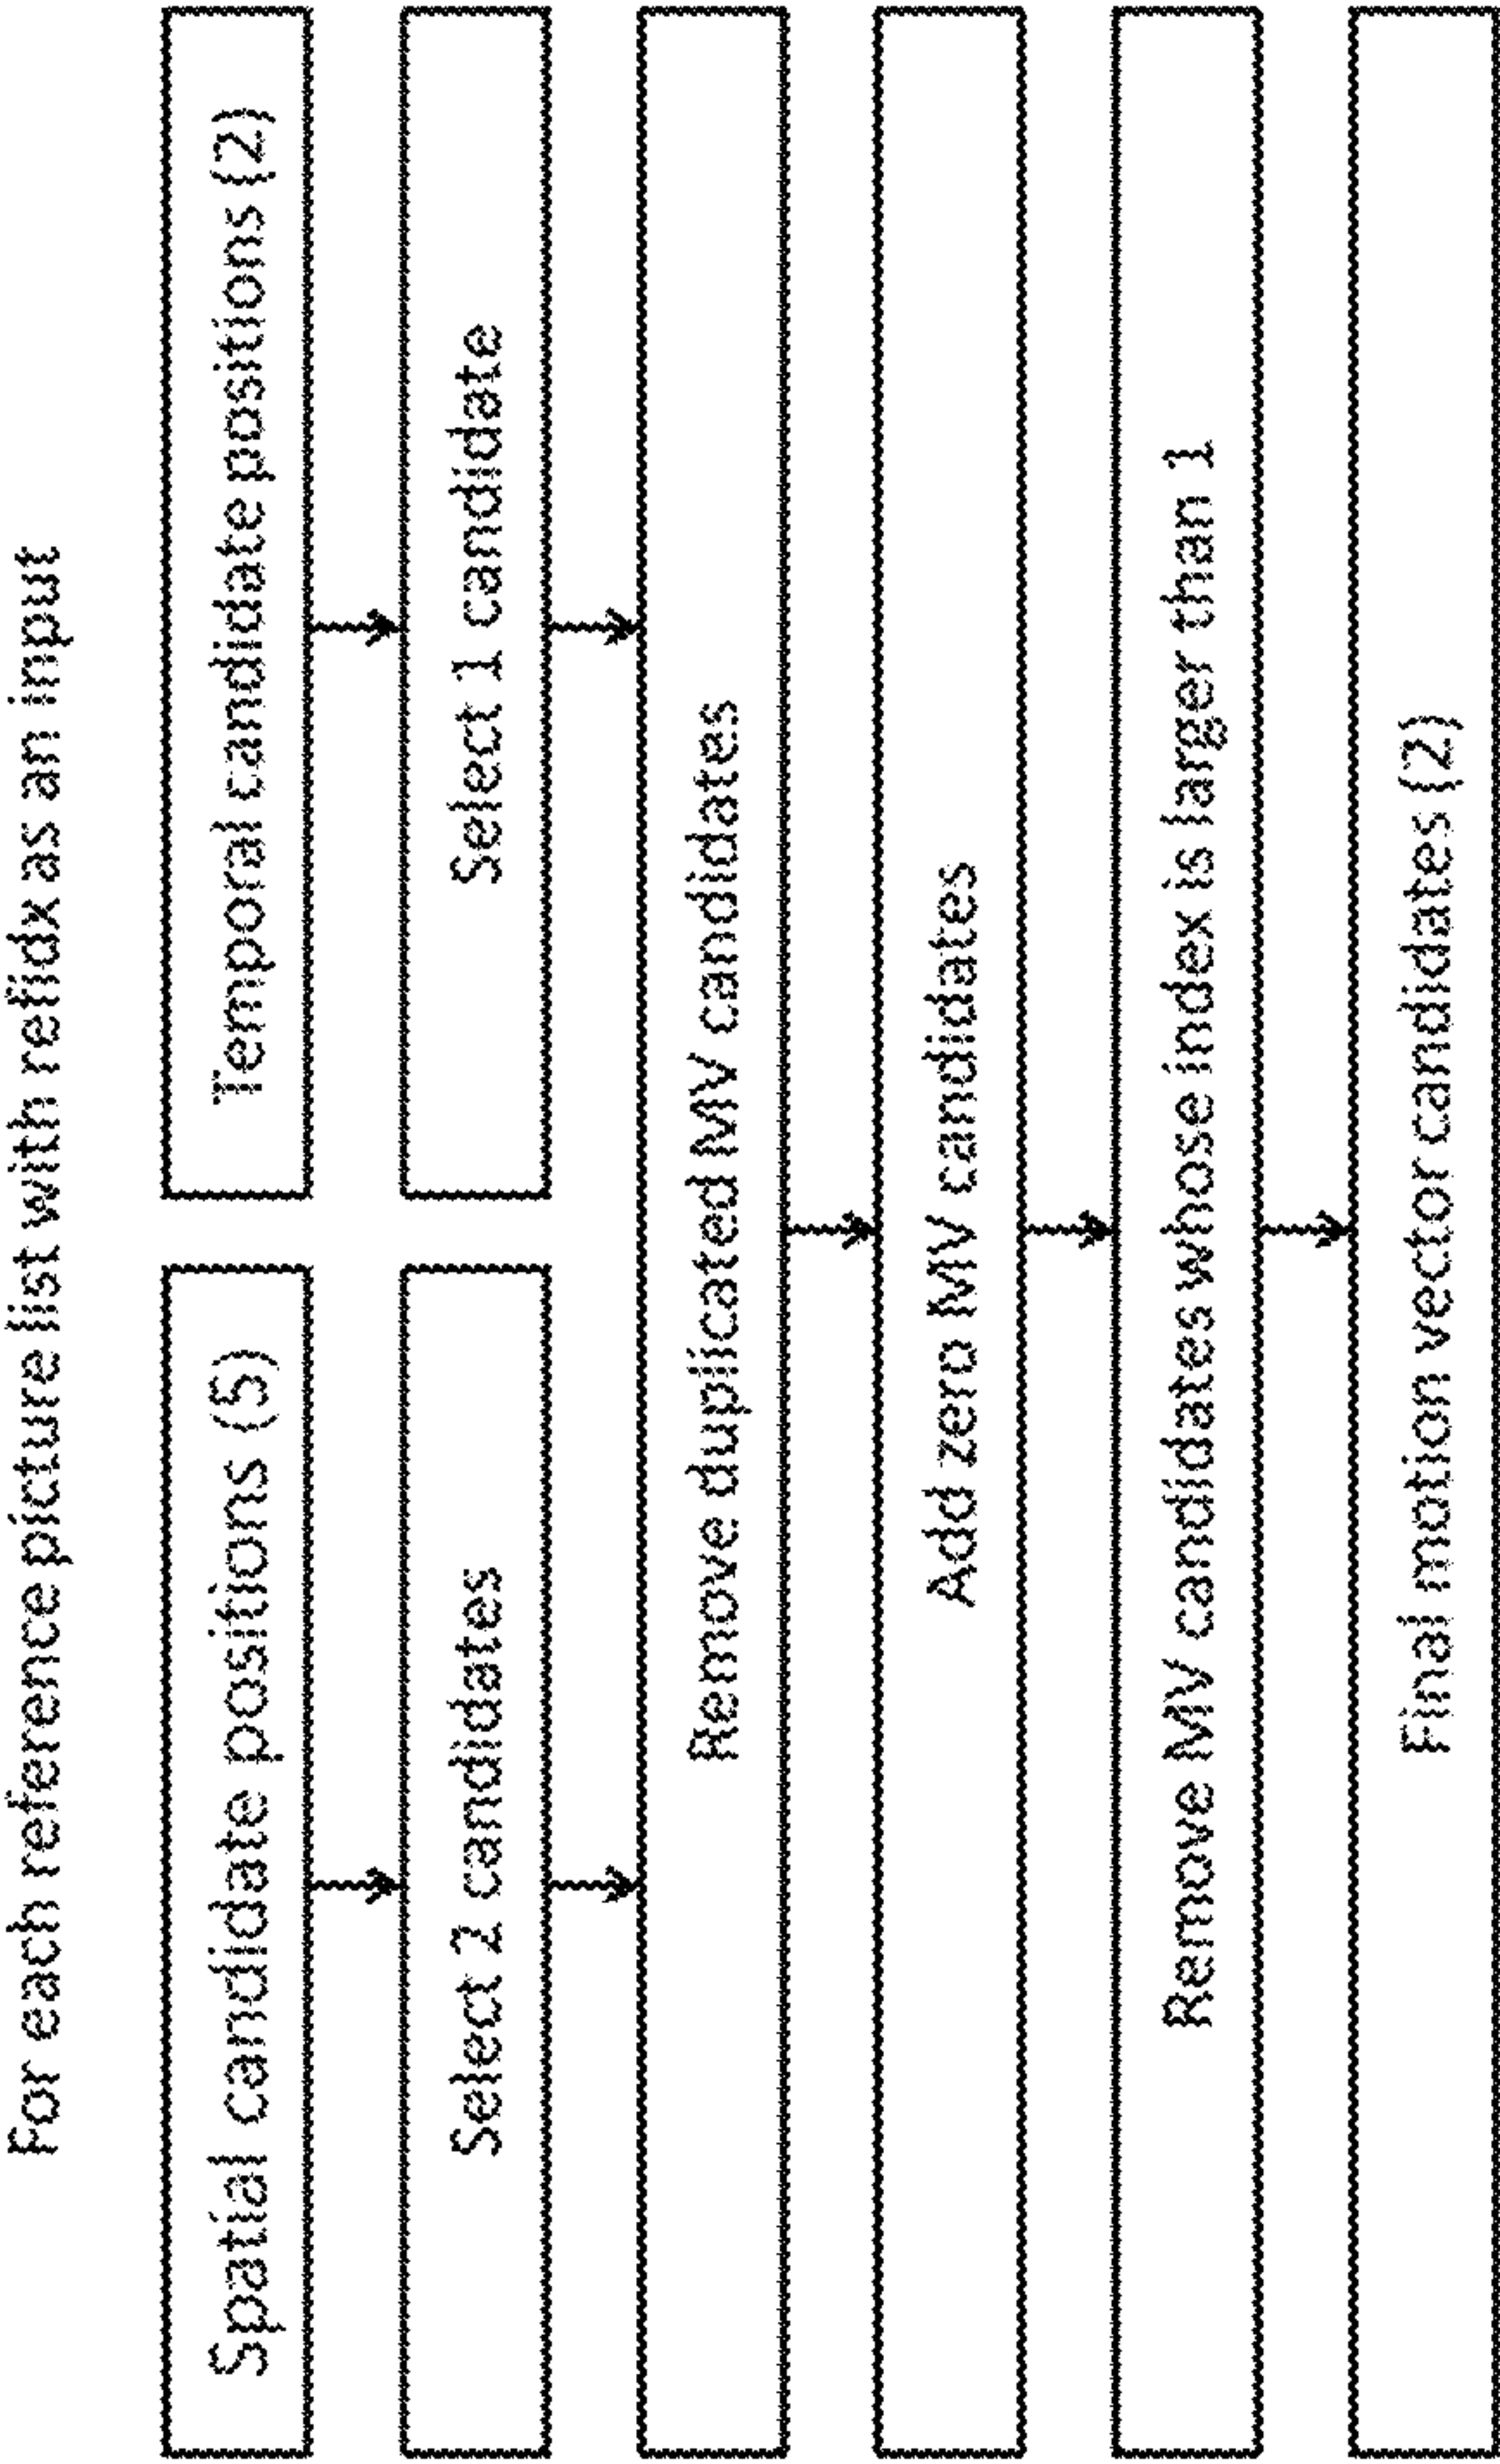 For each reference picture list with refidx as an input
Spatial candidate positions (5)
Temporal candidate positions (2)
Select 2 candidates
Select 1 candidate
Remove duplicated MV candidates
Add zero MV candidates
Remove MV candidates whose index is larger than 1
Final motion vector candidates (2)